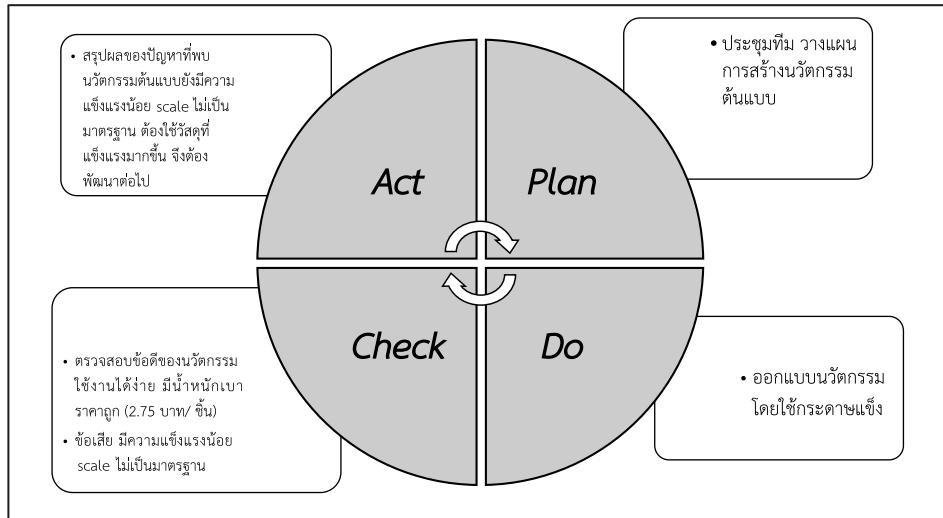 • สรุปผลของปัญหาที่พบ
นวัตกรรมต้นแบบยังมีความ
แข็งแรงน้อย scale ไม่เป็น
มาตรฐาน ต้องใช้วัสดุที่
แข็งแรงมากขึ้น จึงต้อง
พัฒนาต่อไป
• ประชุมทีม วางแผน
การสร้างนวัตกรรม
ต้นแบบ
Act
Plan
Check
Do
• ตรวจสอบข้อดีของนวัตกรรม
ใช้งานได้ง่าย มีน้ำหนักเบา
ราคาถูก (2.75 บาท/ ชิ้น)
• ข้อเสีย มีความแข็งแรงน้อย
scale ไม่เป็นมาตรฐาน
• ออกแบบนวัตกรรม
โดยใช้กระดาษแข็ง